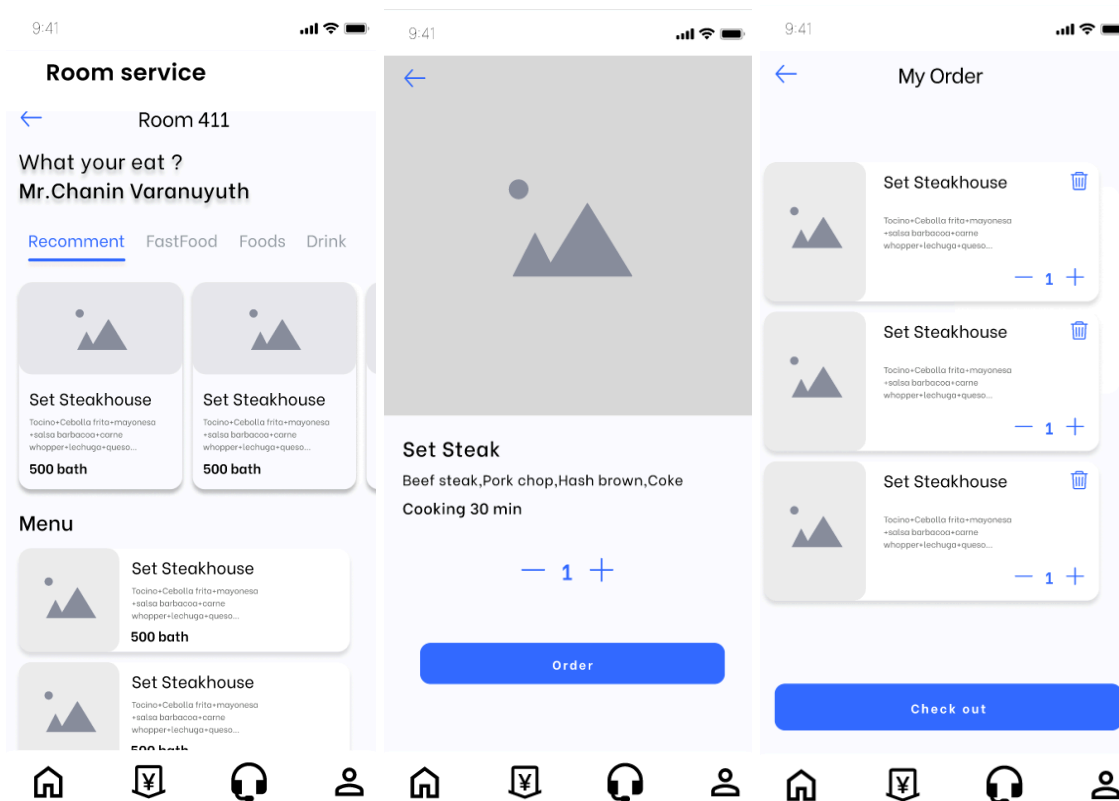 9:41
Room service
Room 411
What your eat ?
Mr.Chanin Varanuyuth
Recomment FastFood Foods Drink
Set Steakhouse
Tocino+Cebolla frita+mayonesa
+salsa barbacoa+carne
whopper+lechuga+queso...
500 bath
Set Steakhouse
Tocino+Cebolla frita+mayonesa
+salsa barbacoa+carne
whopper+lechuga+queso...
500 bath
Menu
Set Steakhouse
Tocino+Cebolla frita+mayonesa
+salsa barbacoa+carne
whopper+lechuga+queso...
500 bath
Set Steakhouse
Tocino+Cebolla frita+mayonesa
+salsa barbacoa+carne
whopper+lechuga+queso...
500 bath
¥
9:41
Set Steak
Beef steak,Pork chop,Hash brown,Coke
Cooking 30 min
— 1 +
Order
¥
9:41
My Order
Set Steakhouse
Tocino+Cebolla frita+mayonesa
+salsa barbacoa+carne
whopper+lechuga+queso...
— 1 +
Set Steakhouse
Tocino+Cebolla frita+mayonesa
+salsa barbacoa+carne
whopper+lechuga+queso...
— 1 +
Set Steakhouse
Tocino+Cebolla frita+mayonesa
+salsa barbacoa+carne
whopper+lechuga+queso...
— 1 +
Check out
¥